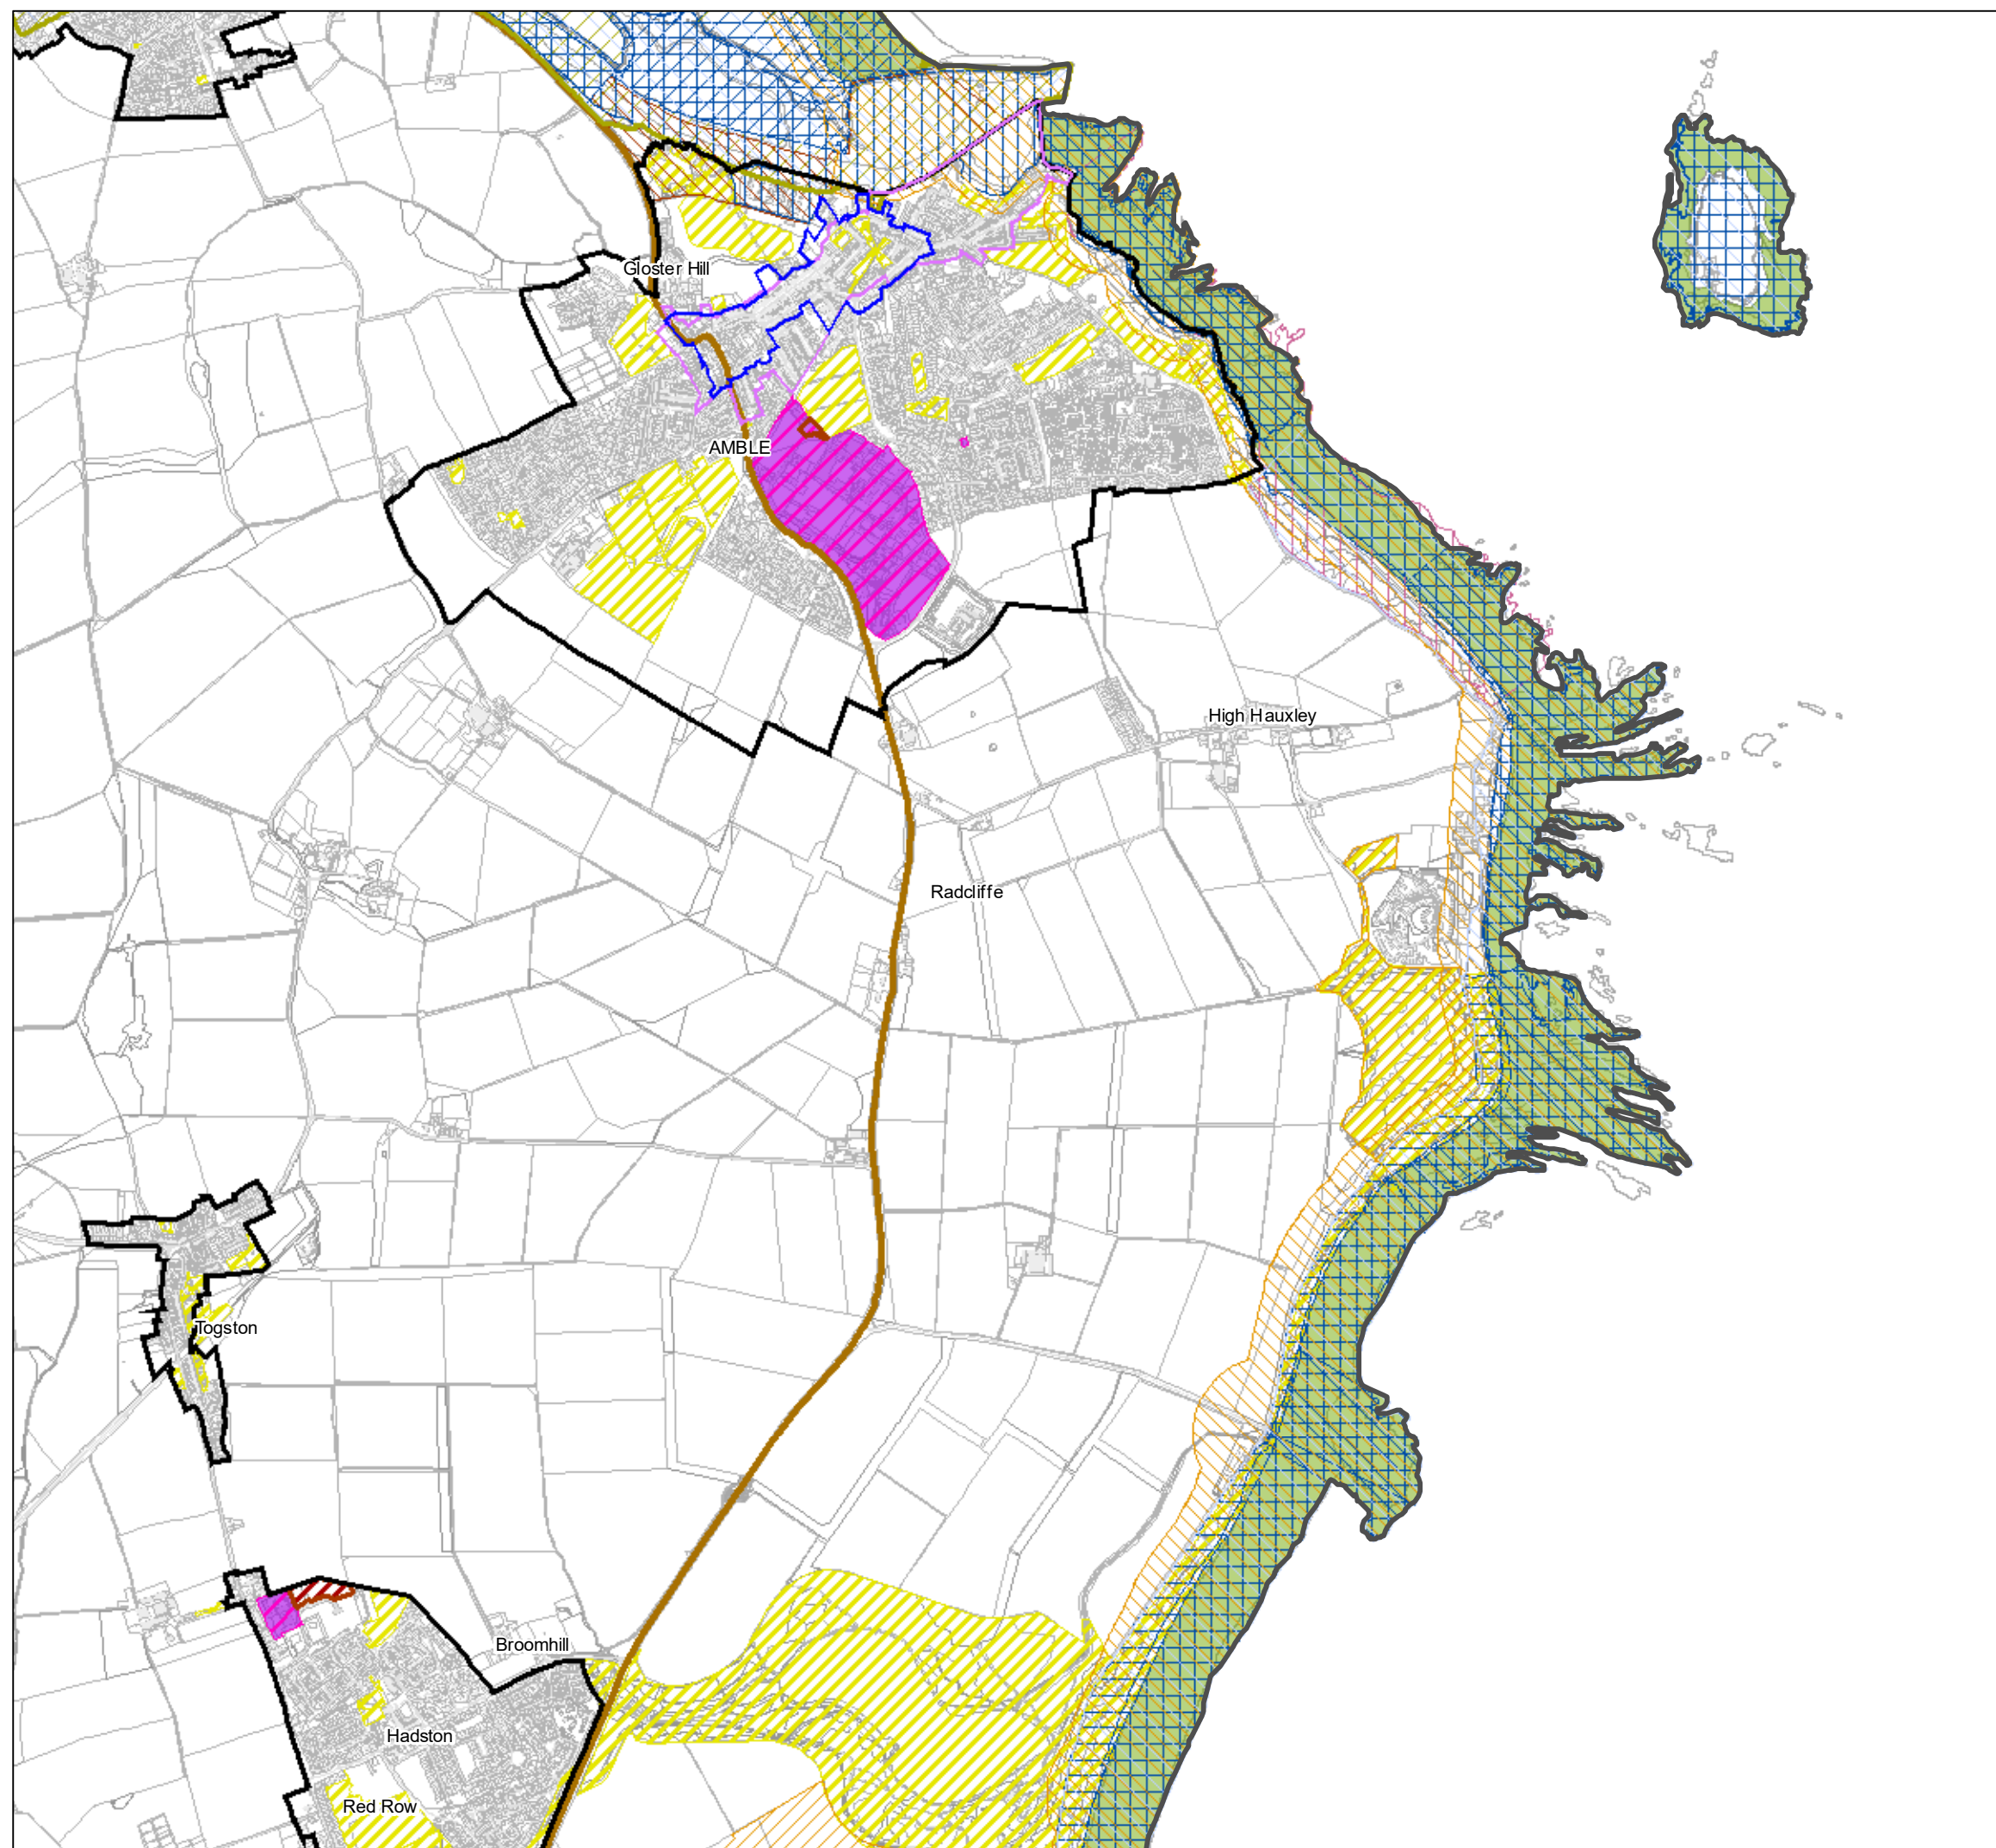 Gloster Hill
AMBLE
High Hauxley
Radcliffe
Togston
Broomhill
Hadston
Red Row